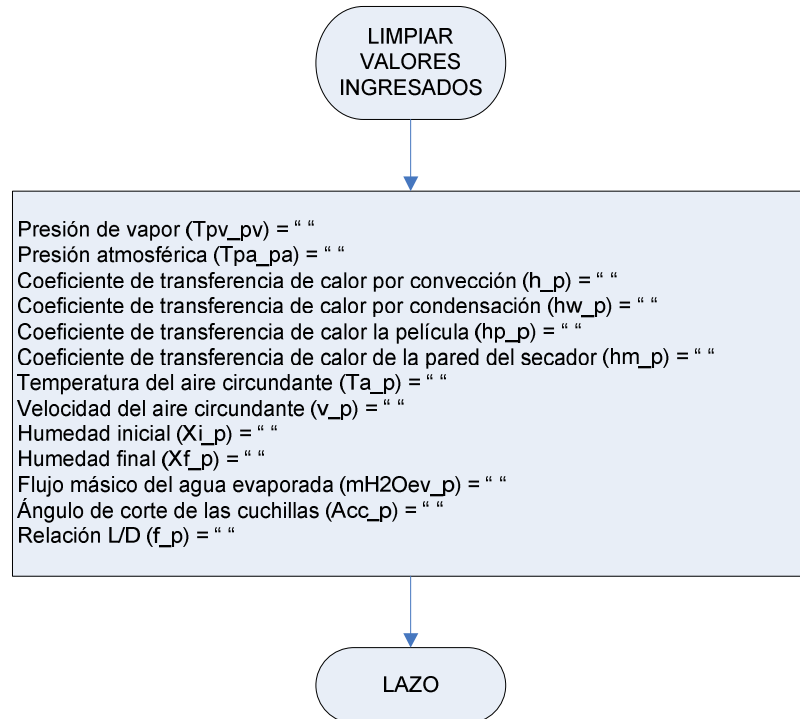 LIMPIAR
VALORES
INGRESADOS
Presión de vapor (Tpv_pv) = “ “
Presión atmosférica (Tpa_pa) = “ “
Coeficiente de transferencia de calor por convección (h_p) = “ “
Coeficiente de transferencia de calor por condensación (hw_p) = “ “
Coeficiente de transferencia de calor la película (hp_p) = “ “
Coeficiente de transferencia de calor de la pared del secador (hm_p) = “ “
Temperatura del aire circundante (Ta_p) = “ “
Velocidad del aire circundante (v_p) = “ “
Humedad inicial (Xi_p) = “ “
Humedad final (Xf_p) = “ “
Flujo másico del agua evaporada (mH2Oev_p) = “ “
Ángulo de corte de las cuchillas (Acc_p) = “ “
Relación L/D (f_p) = “ “
LAZO